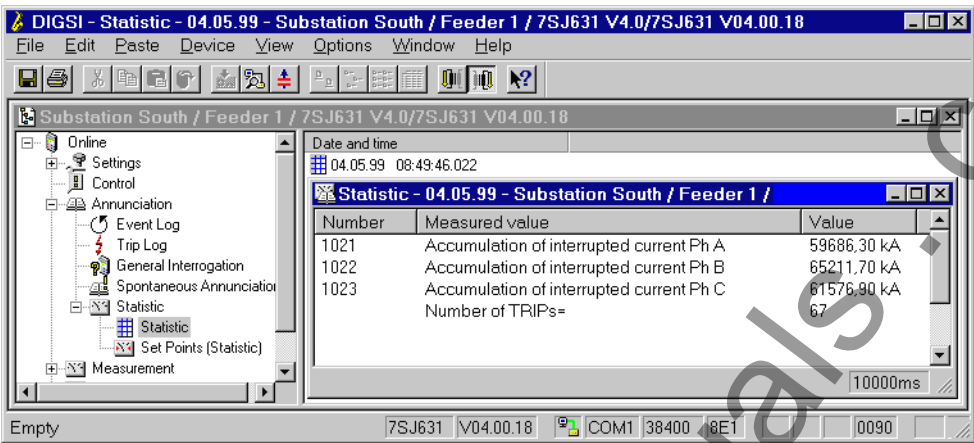 DIGSI - Statistic - 04.05.99 - Substation South / Feeder 1 / 7SJ631 V4.0/7SJ631 V04.00.18
File Edit Paste Device View Options Window Help
Substation South / Feeder 1 / 7SJ631 V4.0/7SJ631 V04.00.18
Online
Settings
Control
Annunciation
Event Log
Trip Log
General Interrogation
Spontaneous Annunciation
Statistic
Statistic
Set Points (Statistic)
Measurement
Date and time
04.05.99 08:49:46.022
Statistic - 04.05.99 - Substation South / Feeder 1 /
Number Measured value Value
1021 Accumulation of interrupted current Ph A 59686,30 kA
1022 Accumulation of interrupted current Ph B 65211,70 kA
1023 Accumulation of interrupted current Ph C 61576,90 kA
Number of TRIPs= 67
10000ms
Empty 7SJ631 V04.00.18 COM1 38400 8E1 0090